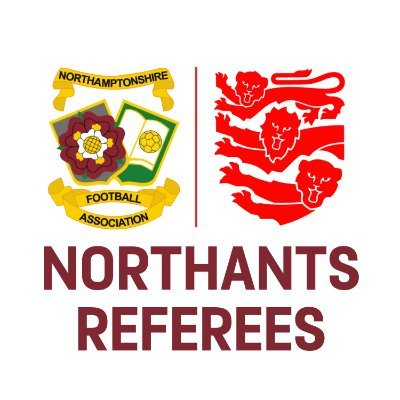 NORTHAMPTONSHIRE
FOOTBALL
ASSOCIATION
NORTHANTS
REFEREES